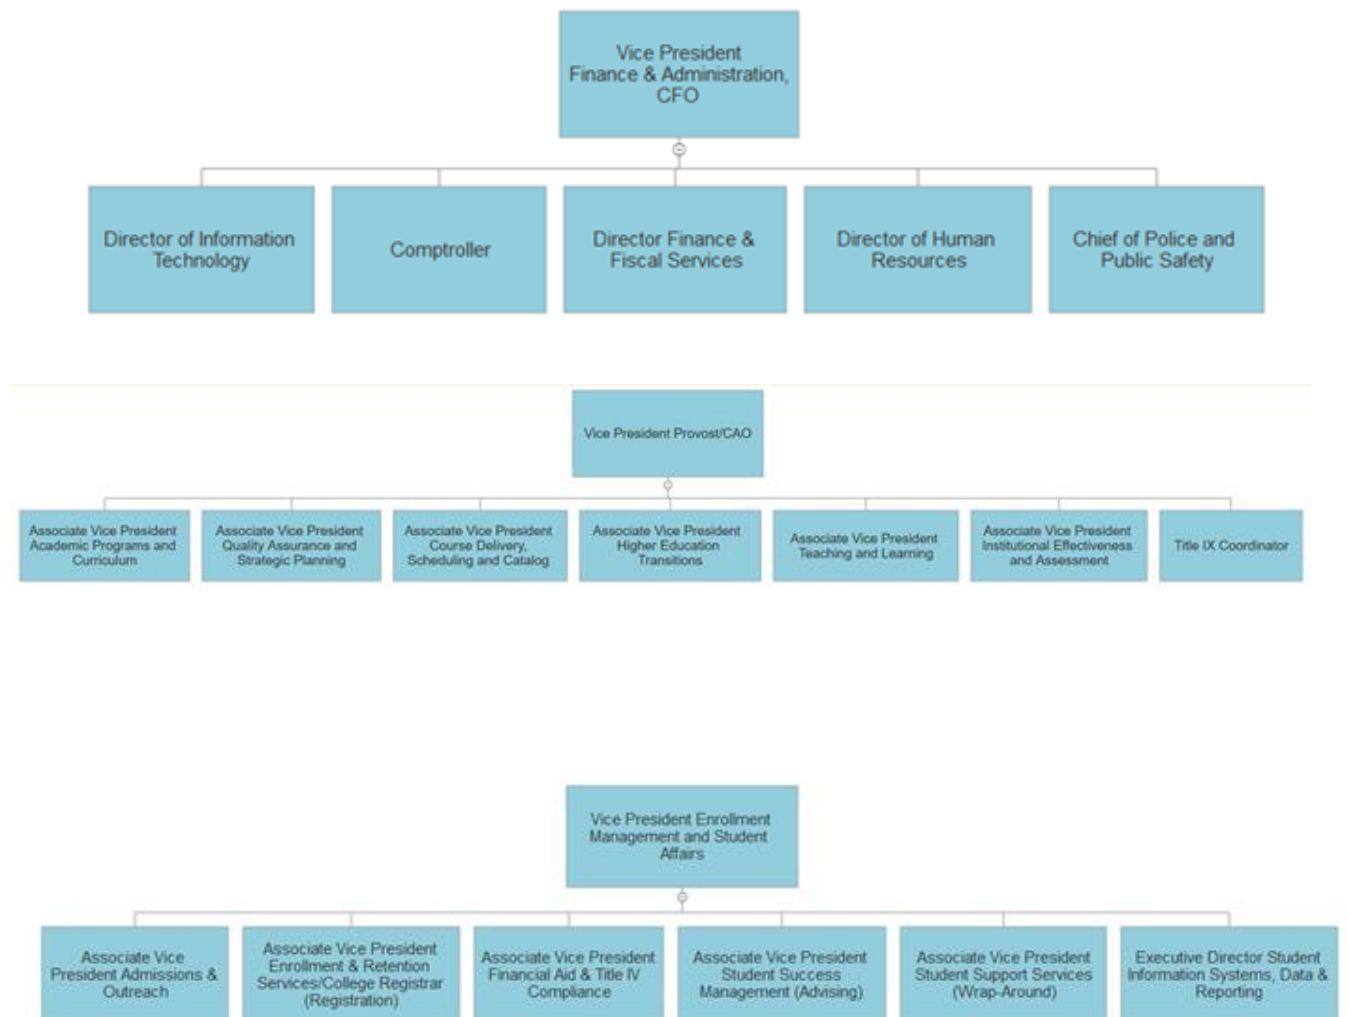 Vice President
Finance & Administration,
CFO
Director of Information
Technology
Comptroller
Director Finance &
Fiscal Services
Director of Human
Resources
Chief of Police and
Public Safety
Vice President Provost/CAO
Associate Vice President
Academic Programs and
Curriculum
Associate Vice President
Quality Assurance and
Strategic Planning
Associate Vice President
Course Delivery,
Scheduling and Catalog
Associate Vice President
Higher Education
Transitions
Associate Vice President
Teaching and Learning
Associate Vice President
Institutional Effectiveness
and Assessment
Title IX Coordinator
Vice President Enrollment
Management and Student
Affairs
Associate Vice
President Admissions &
Outreach
Associate Vice President
Enrollment & Retention
Services/College Registrar
(Registration)
Associate Vice President
Financial Aid & Title IV
Compliance
Associate Vice President
Student Success
Management (Advising)
Associate Vice President
Student Support Services
(Wrap-Around)
Executive Director Student
Information Systems, Data &
Reporting